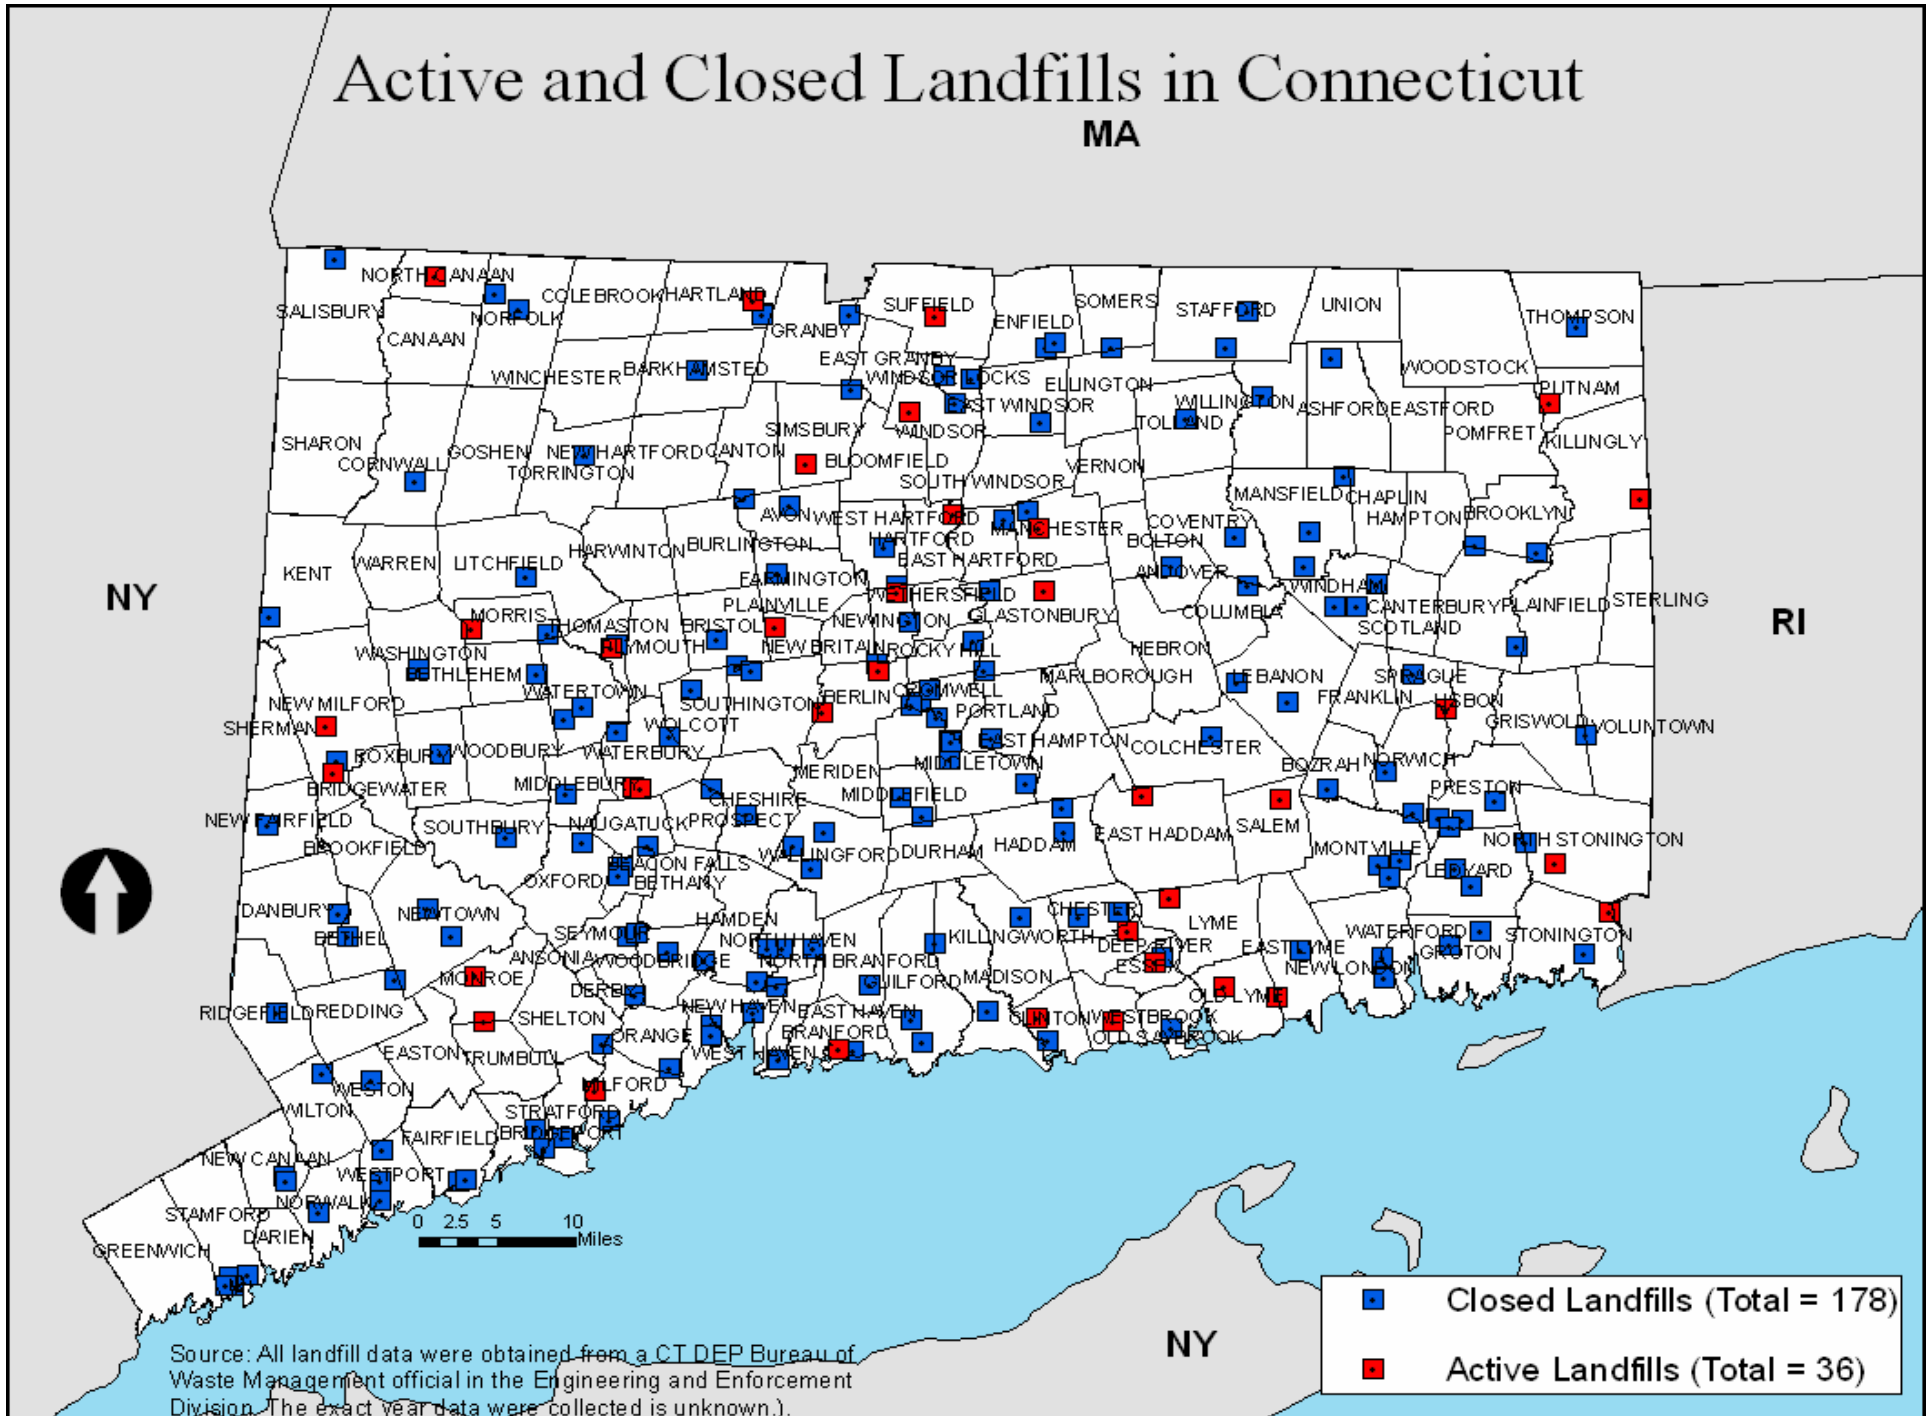 Active and Closed Landfills in Connecticut
MA
NORTH CANAAN
COLEBROOK
HARTLAND
SUFFIELD
SOMERS
STAFFORD
UNION
SALISBURY
NORFOLK
GRANBY
ENFIELD
THOMPSON
CANAAN
EAST GRANBY
WINCHESTER
BARKHAMSTED
WINDSOR LOCKS
ELLINGTON
WOODSTOCK
PUTNAM
EAST WINDSOR
WILLINGTON
ASHFORD
EASTFORD
SHARON
GOSHEN
NEW HARTFORD
CANTON
SIMSBURY
WINDSOR
TOLLAND
POMFRET
KILLINGLY
CORNWALL
TORRINGTON
BLOOMFIELD
VERNON
SOUTH WINDSOR
MANSFIELD
CHAPLIN
AVON
WEST HARTFORD
MANCHESTER
COVENTRY
HAMPTON
BROOKLYN
HARTFORD
BOLTON
KENT
WARREN
LITCHFIELD
HARWINTON
BURLINGTON
EAST HARTFORD
ANDOVER
FARMINGTON
WINDHAM
NY
MORRIS
PLAINVILLE
WETHERSFIELD
GLASTONBURY
COLUMBIA
CANTERBURY
PLAINFIELD
STERLING
RI
THOMASTON
BRISTOL
NEWINGTON
SCOTLAND
WASHINGTON
PLYMOUTH
NEW BRITAIN
ROCKY HILL
HEBRON
BETHLEHEM
MARLBOROUGH
LEBANON
SPRAGUE
NEW MILFORD
WATERTOWN
SOUTHINGTON
BERLIN
CROMWELL
FRANKLIN
LISBON
SHERMAN
WOLCOTT
PORTLAND
GRISWOLD
VOLUNTOWN
ROXBURY
WOODBURY
WATERBURY
EAST HAMPTON
COLCHESTER
BRIDGEWATER
MIDDLEBURY
MERIDEN
MIDDLETOWN
BOZRAH
NORWICH
CHESHIRE
MIDDLEFIELD
PRESTON
NEW FAIRFIELD
SOUTHBURY
NAUGATUCK
PROSPECT
EAST HADDAM
SALEM
BROOKFIELD
WALLINGFORD
DURHAM
HADDAM
MONTVILLE
NORTH STONINGTON
BEACON FALLS
OXFORD
BETHANY
LEDYARD
DANBURY
NEWTOWN
HAMDEN
CHESTER
LYME
BETHEL
SEYMOUR
NORTH HAVEN
KILLINGWORTH
DEEP RIVER
EAST LYME
WATERFORD
STONINGTON
ANSONIA
WOODBRIDGE
NORTH BRANFORD
ESSEX
NEW LONDON
GROTON
MONROE
DERBY
GUILFORD
MADISON
OLD LYME
RIDGEFIELD
REDDING
SHELTON
NEW HAVEN
EAST HAVEN
CLINTON
WESTBROOK
ORANGE
BRANFORD
OLD SAYBROOK
EASTON
TRUMBULL
WEST HAVEN
WESTON
MILFORD
WILTON
STRATFORD
FAIRFIELD
BRIDGEPORT
NEW CANAAN
WESTPORT
NORWALK
STAMFORD
DARIEN
GREENWICH
0 2.5 5 10
Miles
Closed Landfills (Total = 178)
NY
Active Landfills (Total = 36)
Source: All landfill data were obtained from a CT DEP Bureau of
Waste Management official in the Engineering and Enforcement
Division. The exact year data were collected is unknown.).